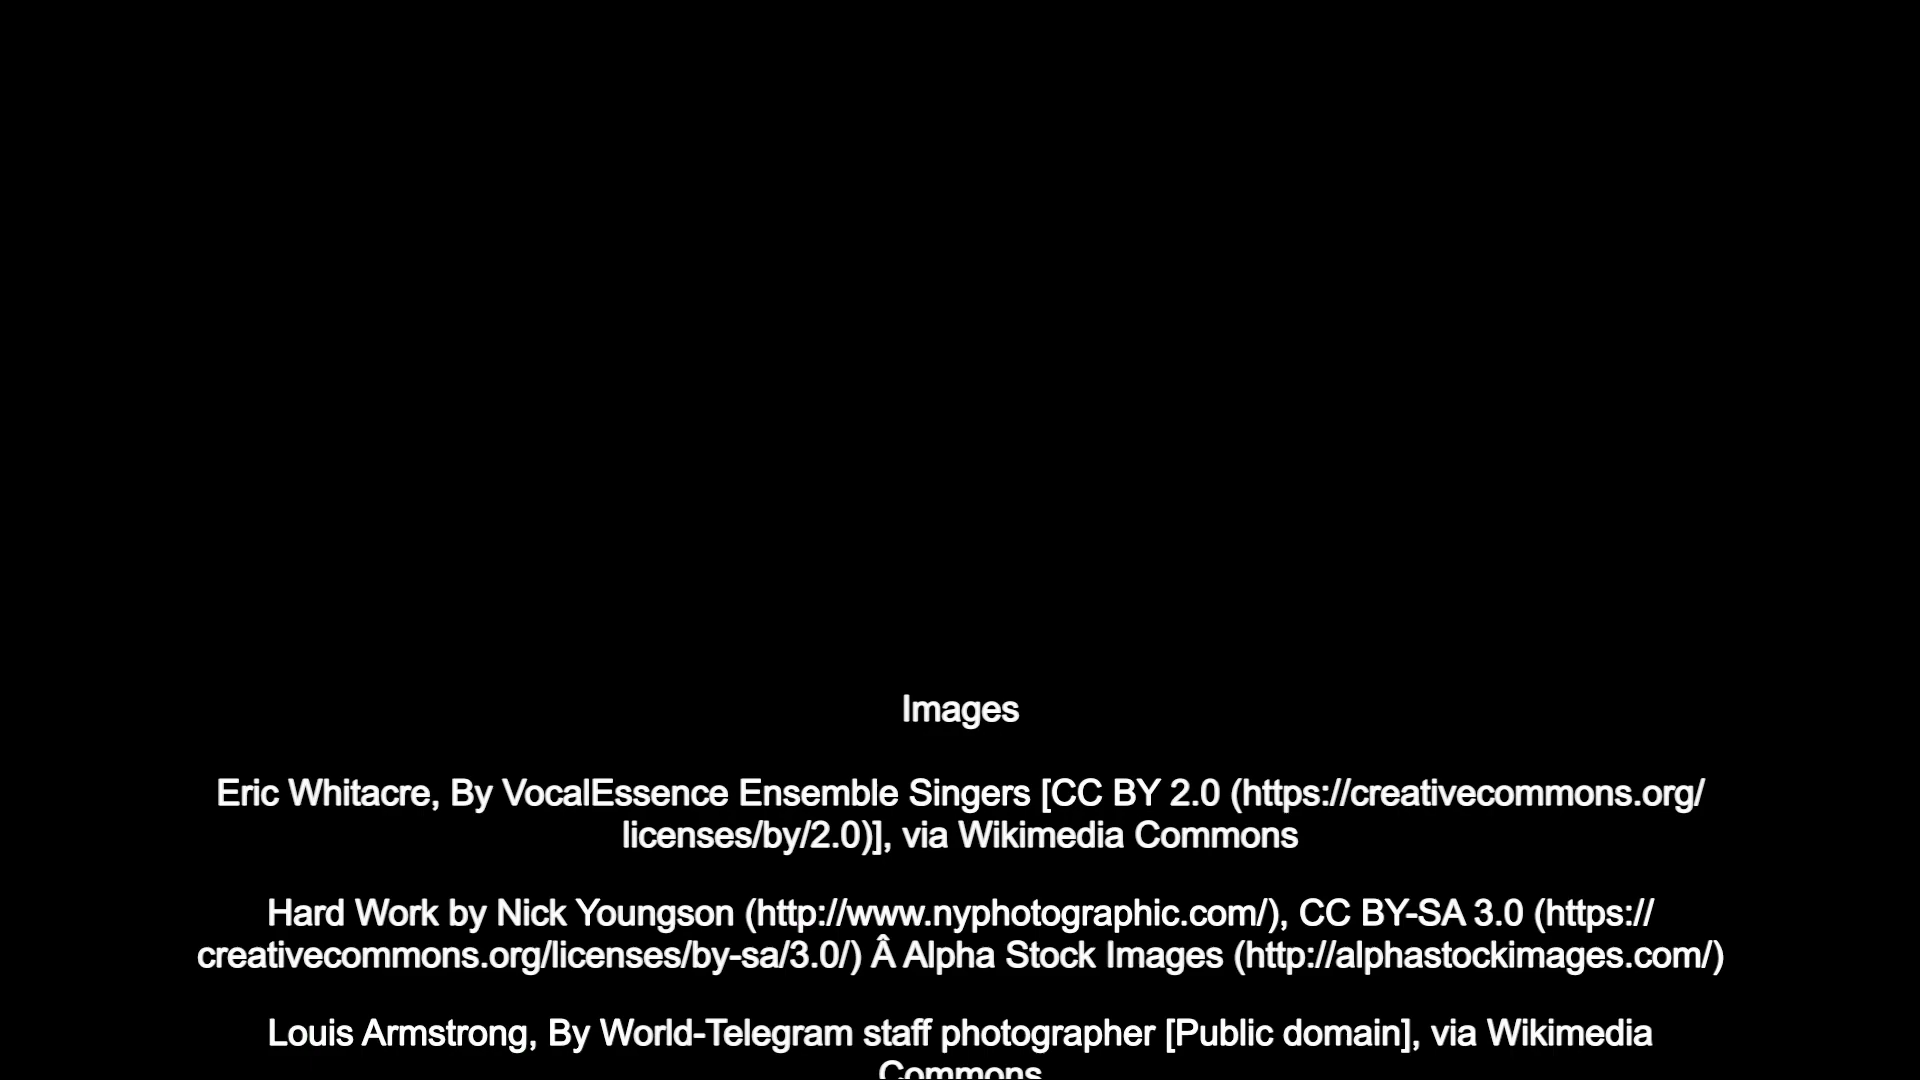 Images
Eric Whitacre, By VocalEssence Ensemble Singers [CC BY 2.0 (https://creativecommons.org/
licenses/by/2.0)], via Wikimedia Commons
Hard Work by Nick Youngson (http://www.nyphotographic.com/), CC BY-SA 3.0 (https://
creativecommons.org/licenses/by-sa/3.0/) Â Alpha Stock Images (http://alphastockimages.com/)
Louis Armstrong, By World-Telegram staff photographer [Public domain], via Wikimedia
Commons